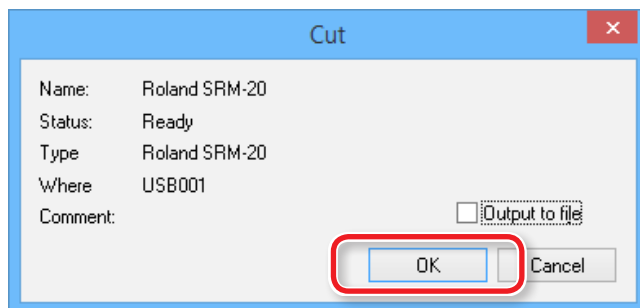 Cut
Name: Roland SRM-20
Status: Ready
Type Roland SRM-20
Where USB001
Comment:
Output to file
OK Cancel